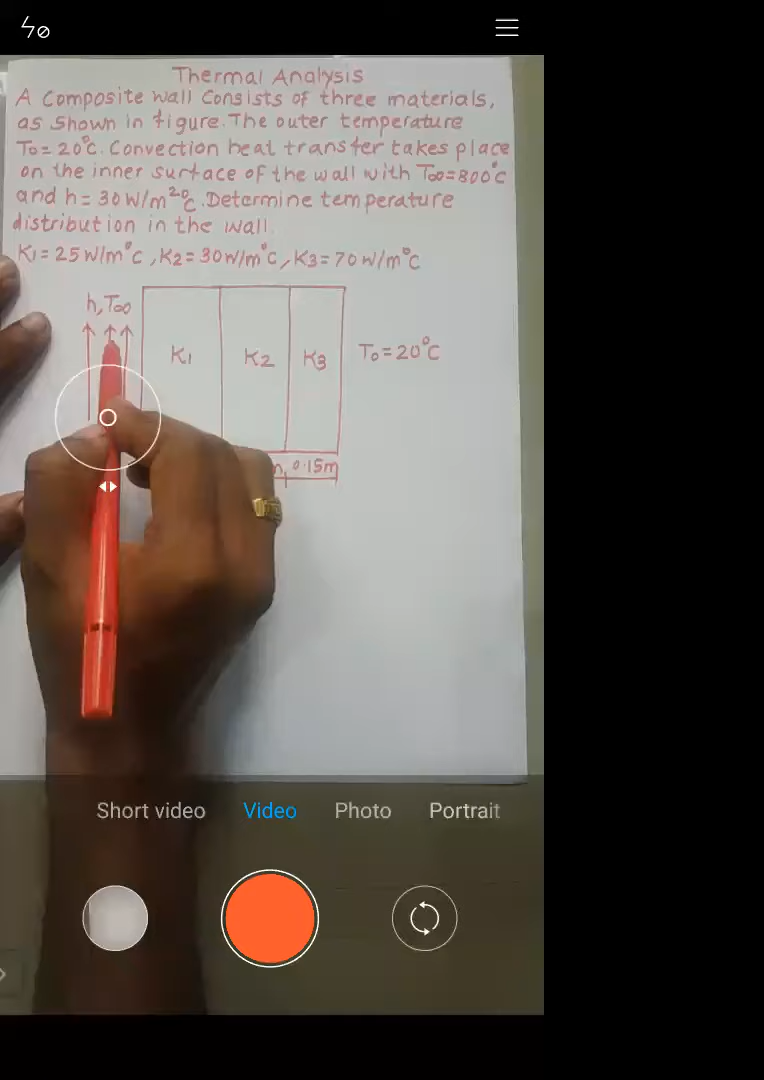 Thermal Analysis
A Composite wall Consists of three materials,
as shown in figure. The outer temperature
To = 20°C. Convection heat transfer takes place
on the inner surface of the wall with T∞=800°C
and h = 30 W/m²°C. Determine temperature
distribution in the wall.
K1 = 25 W/m°C, K2 = 30 W/m°C, K3 = 70 W/m°C
h, T∞
K1 K2 K3 To = 20°C
0.15m
Short video Video Photo Portrait